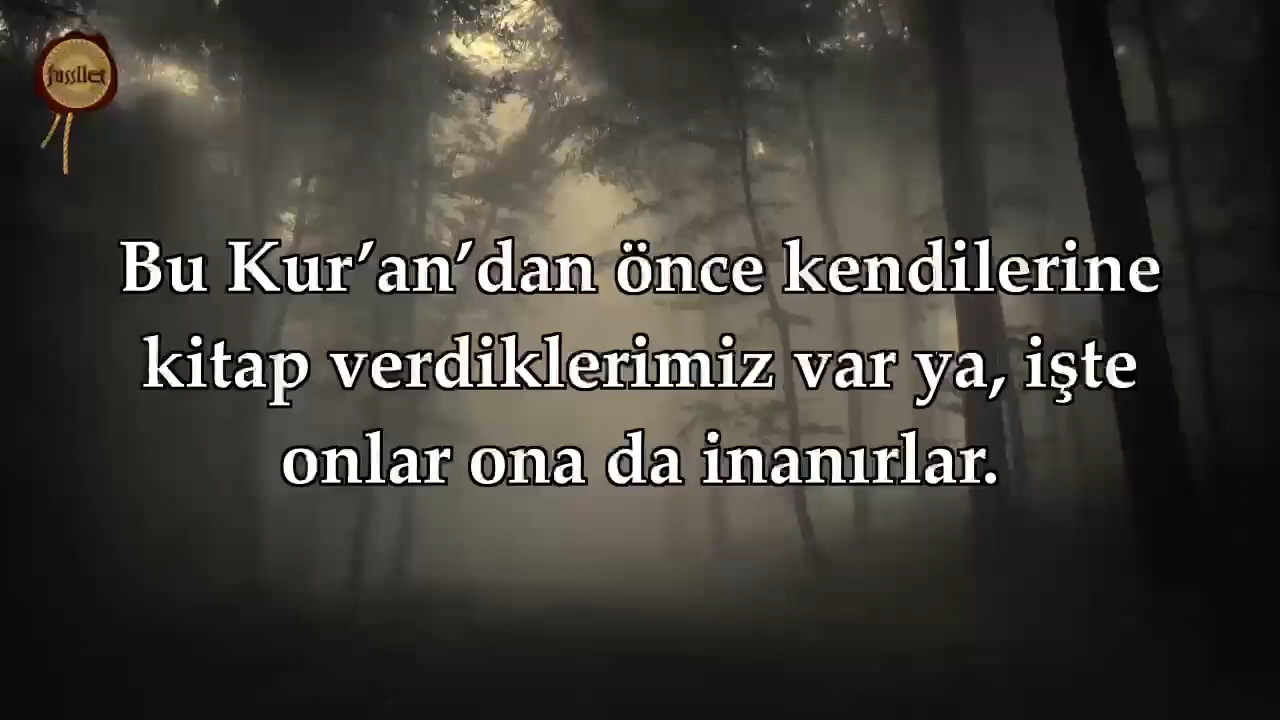 fussilet
Bu Kur’an’dan önce kendilerine
kitap verdiklerimiz var ya, işte
onlar ona da inanırlar.